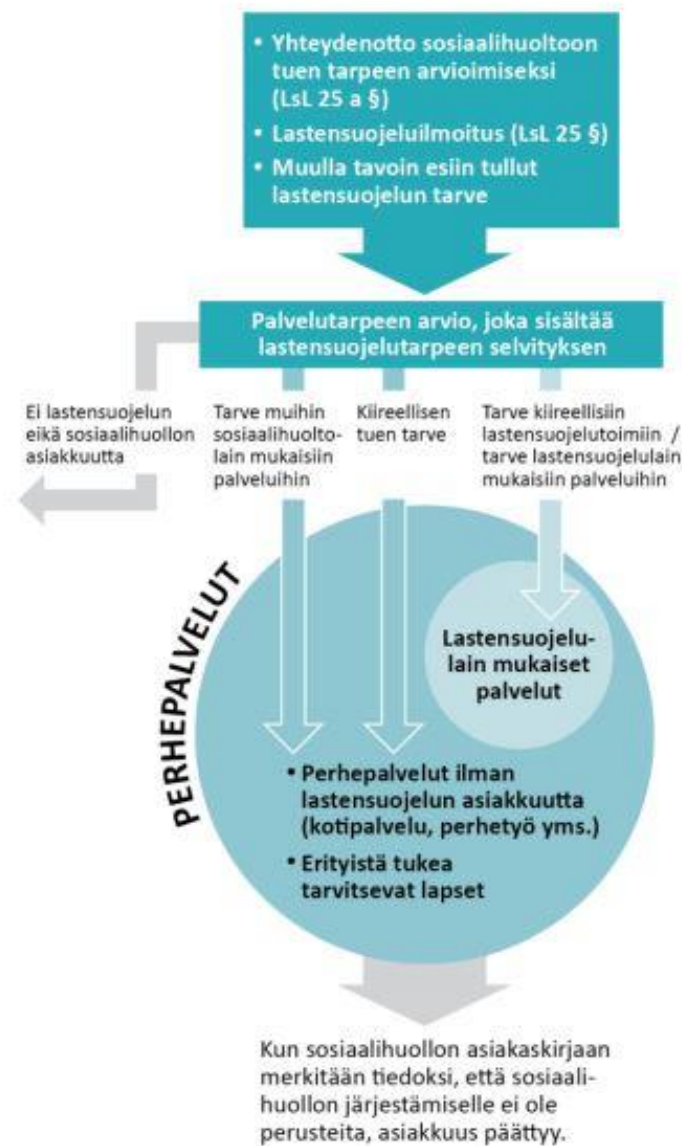 • Yhteydenotto sosiaalihuoltoon
tuen tarpeen arvioimiseksi
(LsL 25 a §)
• Lastensuojeluilmoitus (LsL 25 §)
• Muulla tavoin esiin tullut
lastensuojelun tarve
Palvelutarpeen arvio, joka sisältää
lastensuojelutarpeen selvityksen
Ei lastensuojelun
eikä sosiaalihuollon
asiakkuutta
Tarve muihin
sosiaalihuolto-
lain mukaisiin
palveluihin
Kiireellisen
tuen tarve
Tarve kiireellisiin
lastensuojelutoimiin /
tarve lastensuojelulain
mukaisiin palveluihin
PERHEPALVELUT
Lastensuojelu-
lain mukaiset
palvelut
• Perhepalvelut ilman
lastensuojelun asiakkuutta
(kotipalvelu, perhetyö yms.)
• Erityistä tukea
tarvitsevat lapset
Kun sosiaalihuollon asiakaskirjaan
merkitään tiedoksi, että sosiaali-
huollon järjestämiselle ei ole
perusteita, asiakkuus päättyy.